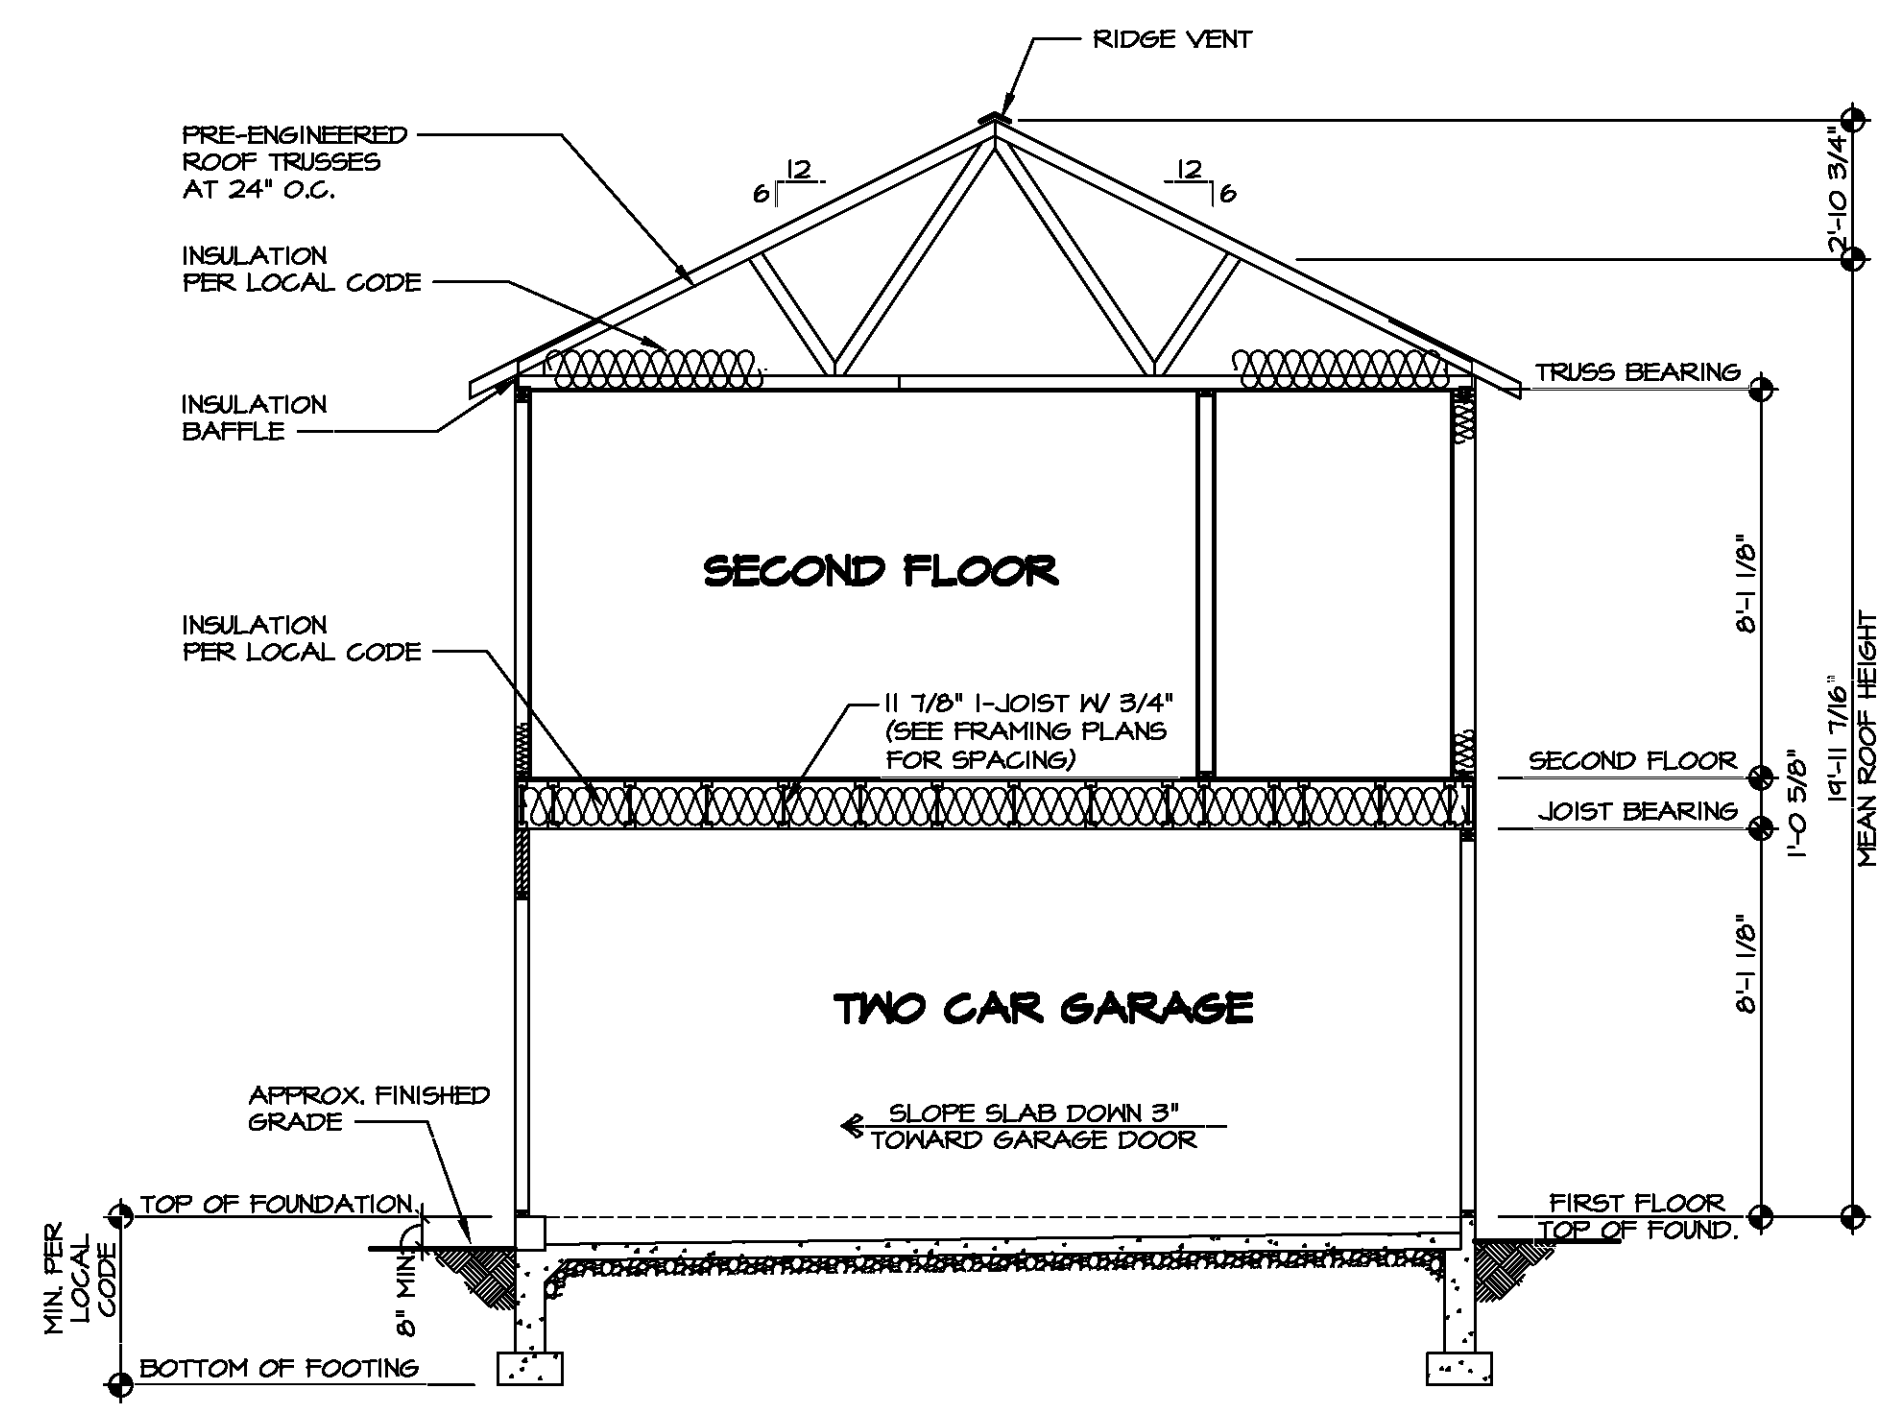 RIDGE VENT
PRE-ENGINEERED
ROOF TRUSSES
AT 24" O.C.
12
6
12
6
2'-10 3/4"
INSULATION
PER LOCAL CODE
TRUSS BEARING
INSULATION
BAFFLE
SECOND FLOOR
8'-1 1/8"
INSULATION
PER LOCAL CODE
11 7/8" I-JOIST W/ 3/4"
(SEE FRAMING PLANS
FOR SPACING)
19'-11 7/16"
MEAN ROOF HEIGHT
SECOND FLOOR
1'-0 5/8"
JOIST BEARING
8'-1 1/8"
TWO CAR GARAGE
APPROX. FINISHED
GRADE
SLOPE SLAB DOWN 3"
TOWARD GARAGE DOOR
TOP OF FOUNDATION
FIRST FLOOR
TOP OF FOUND.
MIN. PER
LOCAL
CODE
8" MIN.
BOTTOM OF FOOTING